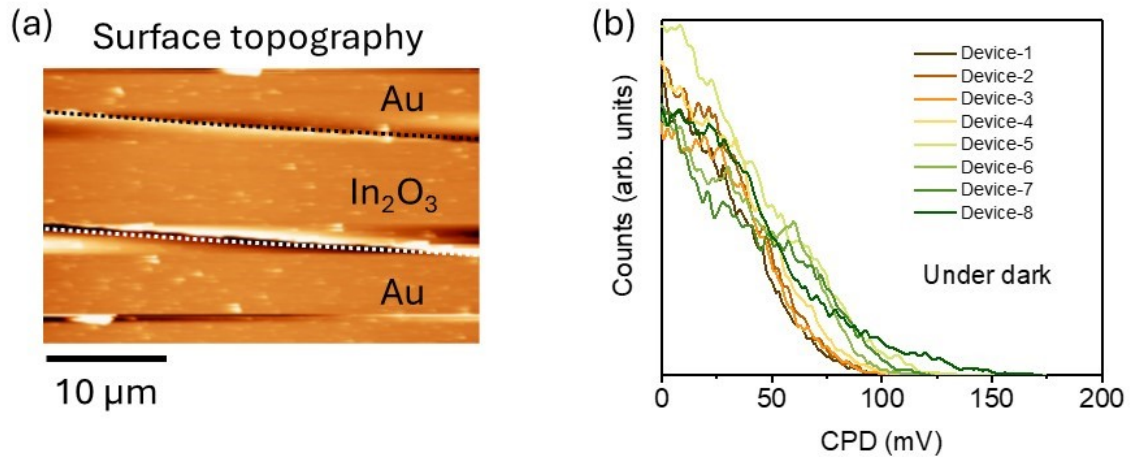 (a)
Surface topography
Au
In₂O₃
Au
10 µm
(b)
Counts (arb. units)
Device-1
Device-2
Device-3
Device-4
Device-5
Device-6
Device-7
Device-8
Under dark
0 50 100 150 200
CPD (mV)